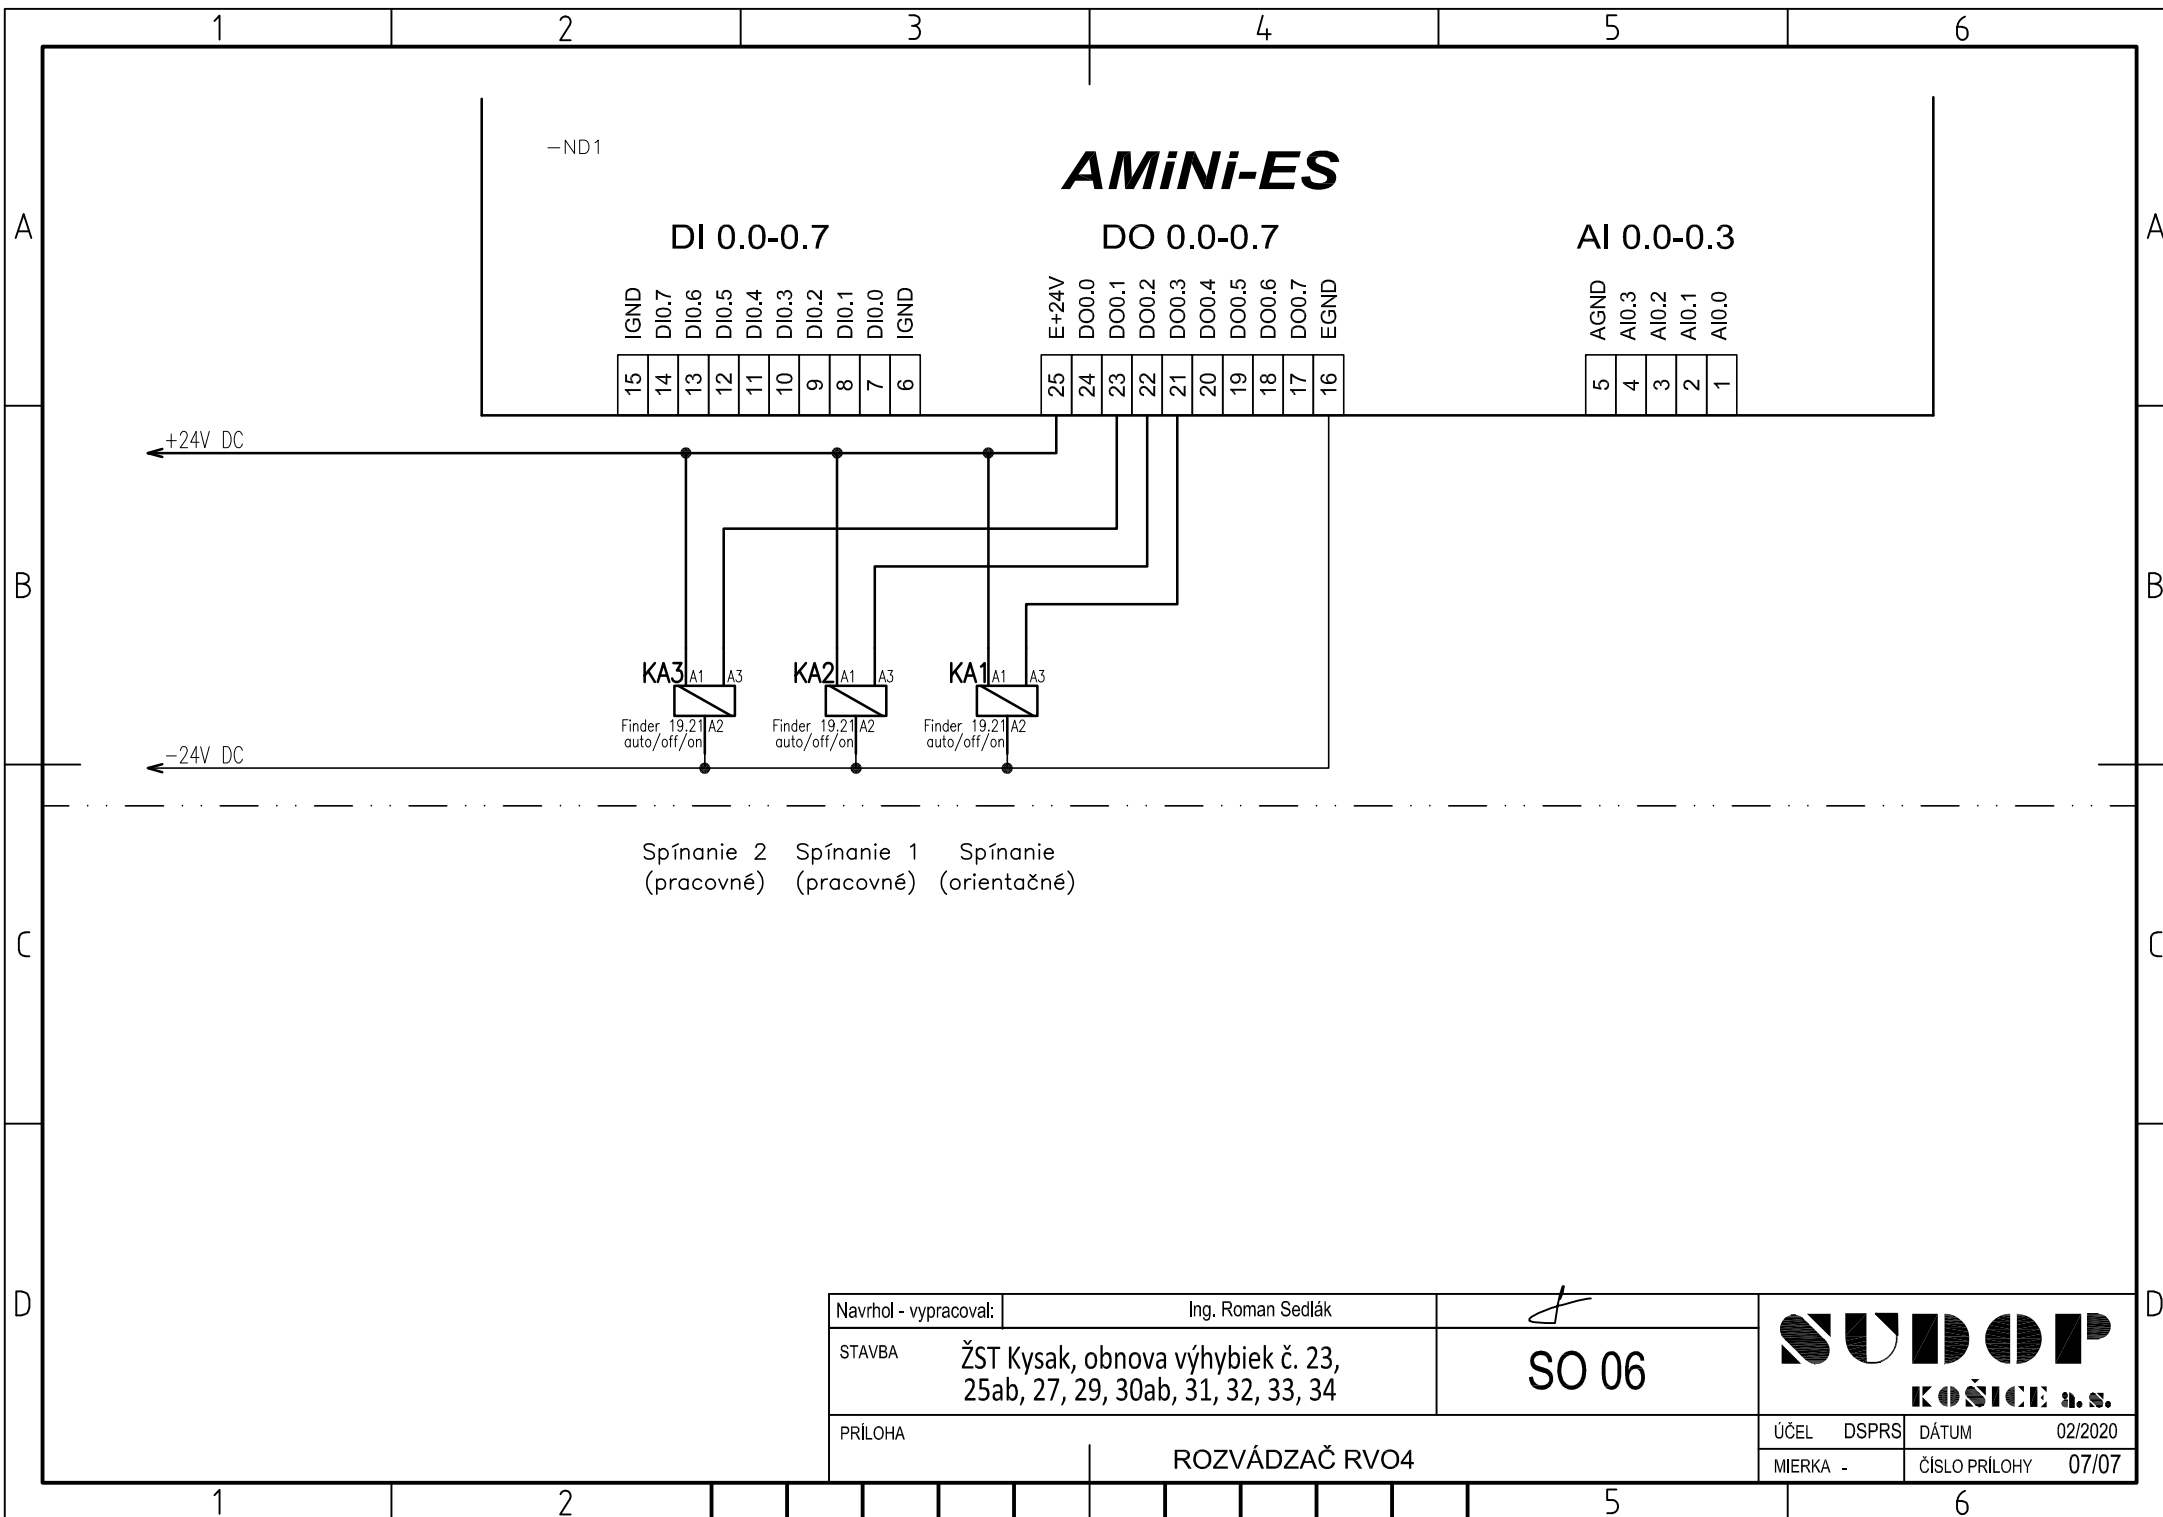 1 2 3 4 5 6
-ND1
AMiNi-ES
A A
DI 0.0-0.7 DO 0.0-0.7 AI 0.0-0.3
IGND DI0.7 DI0.6 DI0.5 DI0.4 DI0.3 DI0.2 DI0.1 DI0.0 IGND
E+24V DO0.0 DO0.1 DO0.2 DO0.3 DO0.4 DO0.5 DO0.6 DO0.7 EGND
AGND AI0.3 AI0.2 AI0.1 AI0.0
15 14 13 12 11 10 9 8 7 6
25 24 23 22 21 20 19 18 17 16
5 4 3 2 1
+24V DC
B B
KA3 A1 A3 KA2 A1 A3 KA1 A1 A3
Finder 19.21 A2 Finder 19.21 A2 Finder 19.21 A2
auto/off/on auto/off/on auto/off/on
-24V DC
Spínanie 2 Spínanie 1 Spínanie
(pracovné) (pracovné) (orientačné)
C C
D D
Navrhol - vypracoval: Ing. Roman Sedlák
STAVBA
ŽST Kysak, obnova výhybiek č. 23,
25ab, 27, 29, 30ab, 31, 32, 33, 34
SO 06
SUDOP
KOŠICE a.s.
PRÍLOHA
ROZVÁDZAČ RVO4
ÚČEL DSPRS DÁTUM 02/2020
MIERKA - ČÍSLO PRÍLOHY 07/07
1 2 5 6